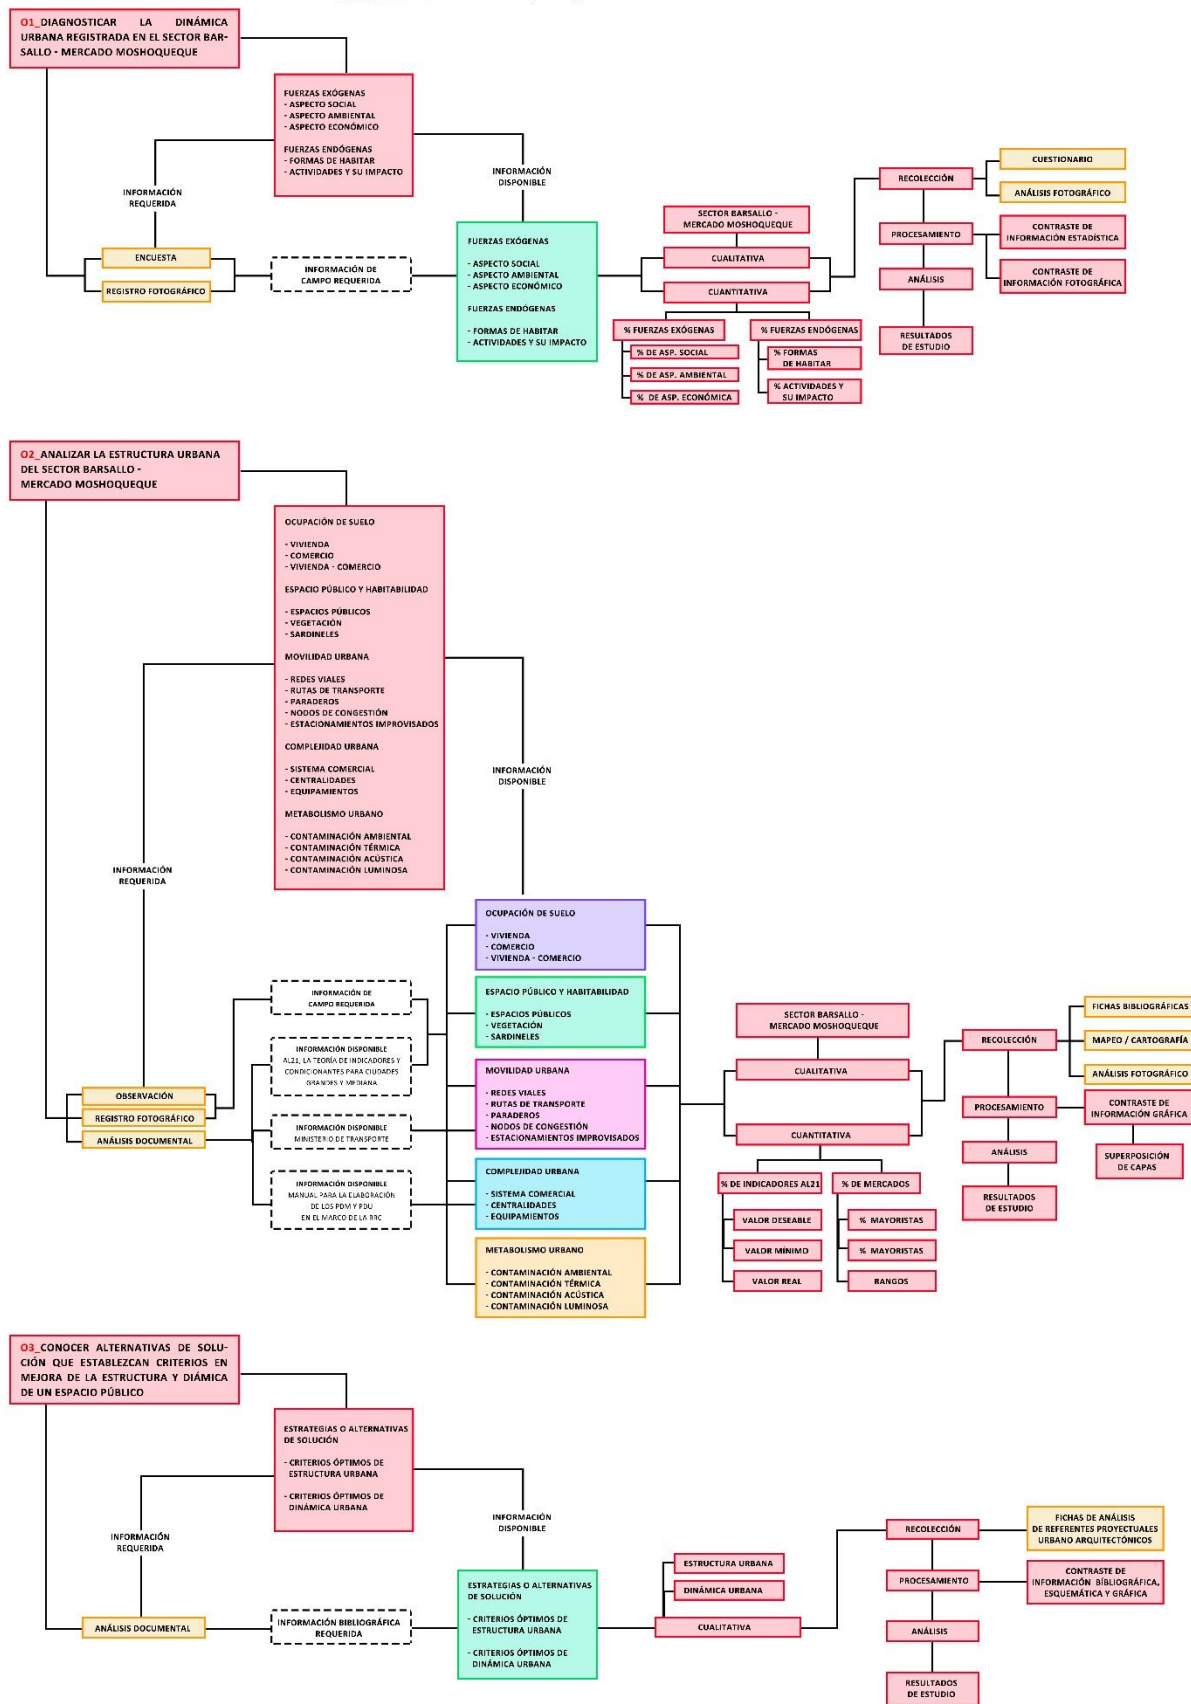 O1_DIAGNOSTICAR LA DINÁMICA
URBANA REGISTRADA EN EL SECTOR BAR-
SALLO - MERCADO MOSHOQUEQUE
FUERZAS EXÓGENAS
- ASPECTO SOCIAL
- ASPECTO AMBIENTAL
- ASPECTO ECONÓMICO
FUERZAS ENDÓGENAS
- FORMAS DE HABITAR
- ACTIVIDADES Y SU IMPACTO
INFORMACIÓN
REQUERIDA
INFORMACIÓN
DISPONIBLE
ENCUESTA
REGISTRO FOTOGRÁFICO
INFORMACIÓN DE
CAMPO REQUERIDA
FUERZAS EXÓGENAS
- ASPECTO SOCIAL
- ASPECTO AMBIENTAL
- ASPECTO ECONÓMICO
FUERZAS ENDÓGENAS
- FORMAS DE HABITAR
- ACTIVIDADES Y SU IMPACTO
SECTOR BARSALLO -
MERCADO MOSHOQUEQUE
CUALITATIVA
CUANTITATIVA
% FUERZAS EXÓGENAS
% DE ASP. SOCIAL
% DE ASP. AMBIENTAL
% DE ASP. ECONÓMICA
% FUERZAS ENDÓGENAS
% FORMAS
DE HABITAR
% ACTIVIDADES Y
SU IMPACTO
RECOLECCIÓN
PROCESAMIENTO
ANÁLISIS
RESULTADOS
DE ESTUDIO
CUESTIONARIO
ANÁLISIS FOTOGRÁFICO
CONTRASTE DE
INFORMACIÓN ESTADÍSTICA
CONTRASTE DE
INFORMACIÓN FOTOGRÁFICA
O2_ANALIZAR LA ESTRUCTURA URBANA
DEL SECTOR BARSALLO -
MERCADO MOSHOQUEQUE
OCUPACIÓN DE SUELO
- VIVIENDA
- COMERCIO
- VIVIENDA - COMERCIO
ESPACIO PÚBLICO Y HABITABILIDAD
- ESPACIOS PÚBLICOS
- VEGETACIÓN
- SARDINELES
MOVILIDAD URBANA
- REDES VIALES
- RUTAS DE TRANSPORTE
- PARADEROS
- NODOS DE CONGESTIÓN
- ESTACIONAMIENTOS IMPROVISADOS
COMPLEJIDAD URBANA
- SISTEMA COMERCIAL
- CENTRALIDADES
- EQUIPAMIENTOS
METABOLISMO URBANO
- CONTAMINACIÓN AMBIENTAL
- CONTAMINACIÓN TÉRMICA
- CONTAMINACIÓN ACÚSTICA
- CONTAMINACIÓN LUMINOSA
INFORMACIÓN
REQUERIDA
INFORMACIÓN
DISPONIBLE
OBSERVACIÓN
REGISTRO FOTOGRÁFICO
ANÁLISIS DOCUMENTAL
INFORMACIÓN DE
CAMPO REQUERIDA
INFORMACIÓN DISPONIBLE
AL21, LA TEORÍA DE INDICADORES Y
CONDICIONANTES PARA CIUDADES
GRANDES Y MEDIANA
INFORMACIÓN DISPONIBLE
MINISTERIO DE TRANSPORTE
INFORMACIÓN DISPONIBLE
MANUAL PARA LA ELABORACIÓN
DE LOS PDM Y PDU
EN EL MARCO DE LA RRC
OCUPACIÓN DE SUELO
- VIVIENDA
- COMERCIO
- VIVIENDA - COMERCIO
ESPACIO PÚBLICO Y HABITABILIDAD
- ESPACIOS PÚBLICOS
- VEGETACIÓN
- SARDINELES
MOVILIDAD URBANA
- REDES VIALES
- RUTAS DE TRANSPORTE
- PARADEROS
- NODOS DE CONGESTIÓN
- ESTACIONAMIENTOS IMPROVISADOS
COMPLEJIDAD URBANA
- SISTEMA COMERCIAL
- CENTRALIDADES
- EQUIPAMIENTOS
METABOLISMO URBANO
- CONTAMINACIÓN AMBIENTAL
- CONTAMINACIÓN TÉRMICA
- CONTAMINACIÓN ACÚSTICA
- CONTAMINACIÓN LUMINOSA
SECTOR BARSALLO -
MERCADO MOSHOQUEQUE
CUALITATIVA
CUANTITATIVA
% DE INDICADORES AL21
VALOR DESEABLE
VALOR MÍNIMO
VALOR REAL
% DE MERCADOS
% MAYORISTAS
% MAYORISTAS
RANGOS
RECOLECCIÓN
PROCESAMIENTO
ANÁLISIS
RESULTADOS
DE ESTUDIO
FICHAS BIBLIOGRÁFICAS
MAPEO / CARTOGRAFÍA
ANÁLISIS FOTOGRÁFICO
CONTRASTE DE
INFORMACIÓN GRÁFICA
SUPERPOSICIÓN
DE CAPAS
O3_CONOCER ALTERNATIVAS DE SOLU-
CIÓN QUE ESTABLEZCAN CRITERIOS EN
MEJORA DE LA ESTRUCTURA Y DIÁMICA
DE UN ESPACIO PÚBLICO
ESTRATEGIAS O ALTERNATIVAS
DE SOLUCIÓN
- CRITERIOS ÓPTIMOS DE
ESTRUCTURA URBANA
- CRITERIOS ÓPTIMOS DE
DINÁMICA URBANA
INFORMACIÓN
REQUERIDA
INFORMACIÓN
DISPONIBLE
ANÁLISIS DOCUMENTAL
INFORMACIÓN BIBLIOGRÁFICA
REQUERIDA
ESTRATEGIAS O ALTERNATIVAS
DE SOLUCIÓN
- CRITERIOS ÓPTIMOS DE
ESTRUCTURA URBANA
- CRITERIOS ÓPTIMOS DE
DINÁMICA URBANA
ESTRUCTURA URBANA
DINÁMICA URBANA
CUALITATIVA
RECOLECCIÓN
PROCESAMIENTO
ANÁLISIS
RESULTADOS
DE ESTUDIO
FICHAS DE ANÁLISIS
DE REFERENTES PROYECTUALES
URBANO ARQUITECTÓNICOS
CONTRASTE DE
INFORMACIÓN BÍBLIOGRÁFICA,
ESQUEMÁTICA Y GRÁFICA